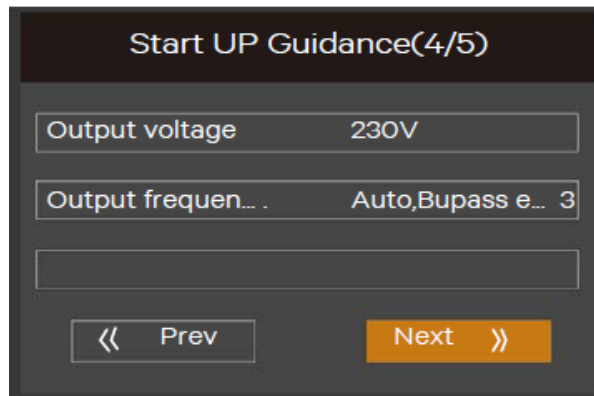 Start UP Guidance(4/5)
Output voltage 230V
Output frequen... . Auto,Bupass e... 3
《 Prev
Next 》